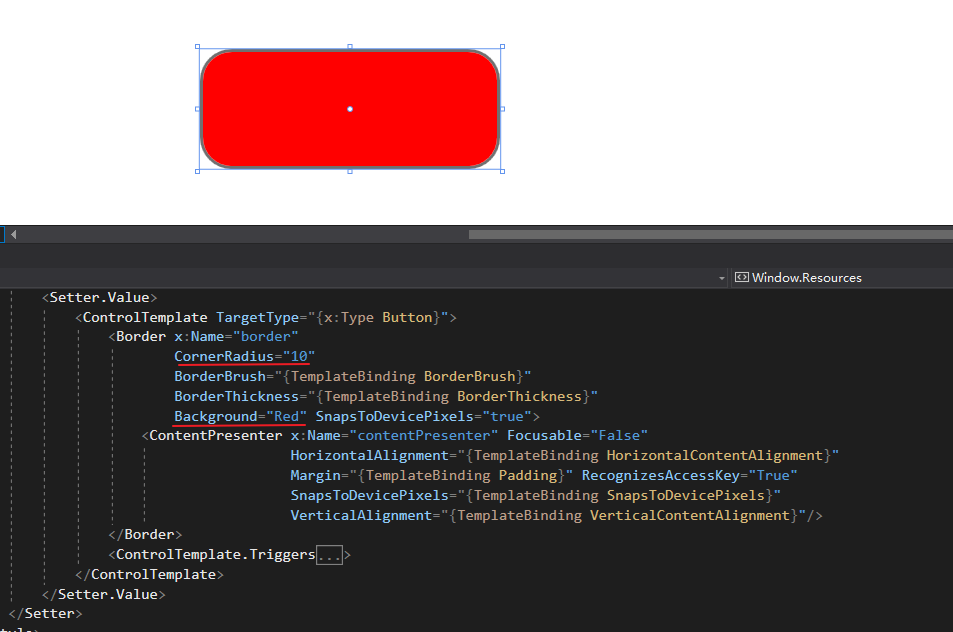 Window.Resources
<Setter.Value>
<ControlTemplate TargetType="{x:Type Button}">
<Border x:Name="border"
CornerRadius="10"
BorderBrush="{TemplateBinding BorderBrush}"
BorderThickness="{TemplateBinding BorderThickness}"
Background="Red" SnapsToDevicePixels="true">
<ContentPresenter x:Name="contentPresenter" Focusable="False"
HorizontalAlignment="{TemplateBinding HorizontalContentAlignment}"
Margin="{TemplateBinding Padding}" RecognizesAccessKey="True"
SnapsToDevicePixels="{TemplateBinding SnapsToDevicePixels}"
VerticalAlignment="{TemplateBinding VerticalContentAlignment}"/>
</Border>
<ControlTemplate.Triggers...>
</ControlTemplate>
</Setter.Value>
</Setter>